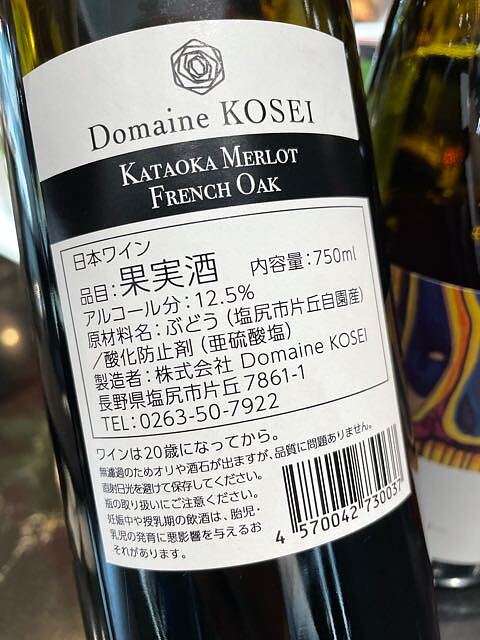 Domaine KOSEI
KATAOKA MERLOT
FRENCH OAK
日本ワイン
品目:果実酒 内容量:750ml
アルコール分:12.5%
原材料名:ぶどう(塩尻市片丘自園産)
/酸化防止剤(亜硫酸塩)
製造者:株式会社 Domaine KOSEI
長野県塩尻市片丘7861-1
TEL:0263-50-7922
ワインは20歳になってから。
無濾過のためオリや酒石が出ますが、品質に問題ありません。
直射日光を避けて保存してください。
瓶の取り扱いにご注意ください。
妊娠中や授乳期の飲酒は、胎児・
乳児の発育に悪影響を与えるお
それがあります。
4 570042 730037